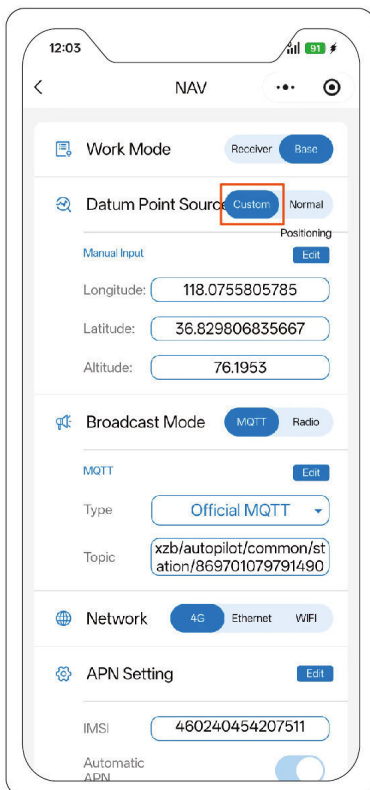 12:03
91
NAV
Work Mode
Receiver
Base
Datum Point Source
Custom
Normal
Positioning
Manual Input
Edit
Longitude:
118.0755805785
Latitude:
36.829806835667
Altitude:
76.1953
Broadcast Mode
MQTT
Radio
MQTT
Edit
Type
Official MQTT
Topic
xzb/autopilot/common/st
ation/869701079791490
Network
4G
Ethernet
WIFI
APN Setting
Edit
IMSI
460240454207511
Automatic
APN